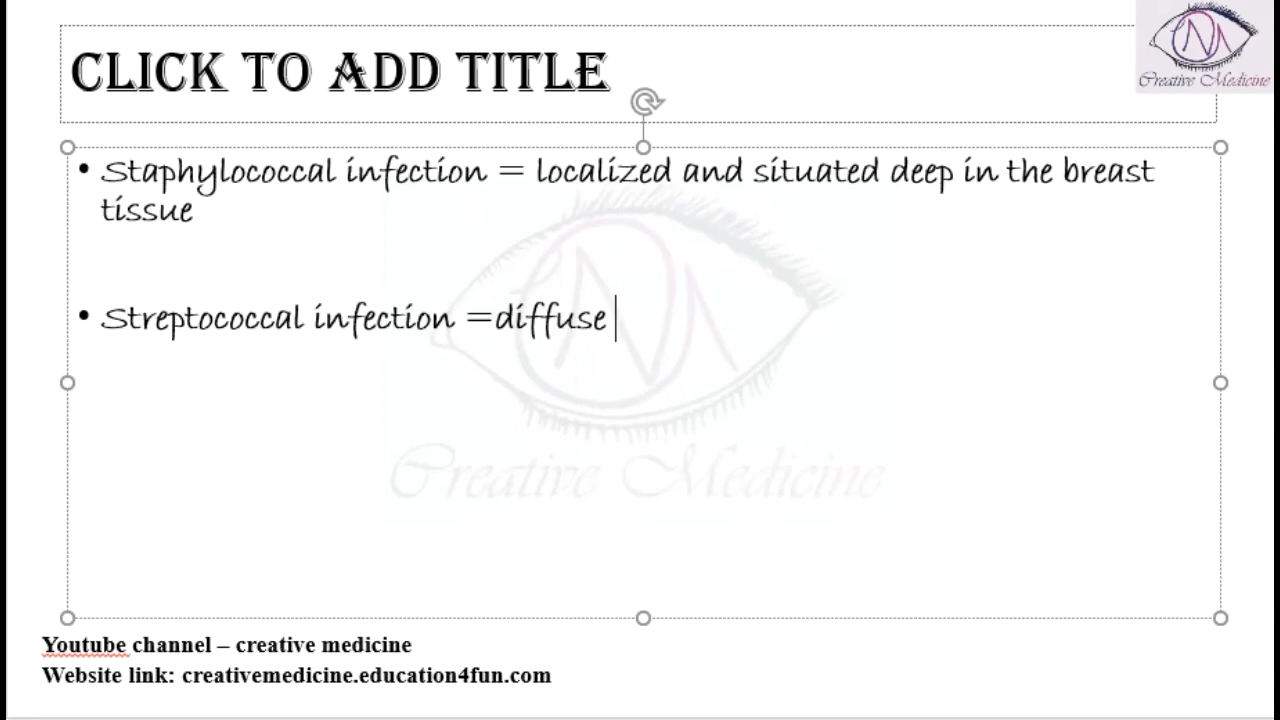 CLICK TO ADD TITLE
Creative Medicine
• Staphylococcal infection = localized and situated deep in the breast
tissue
• Streptococcal infection =diffuse
Creative Medicine
Youtube channel – creative medicine
Website link: creativemedicine.education4fun.com